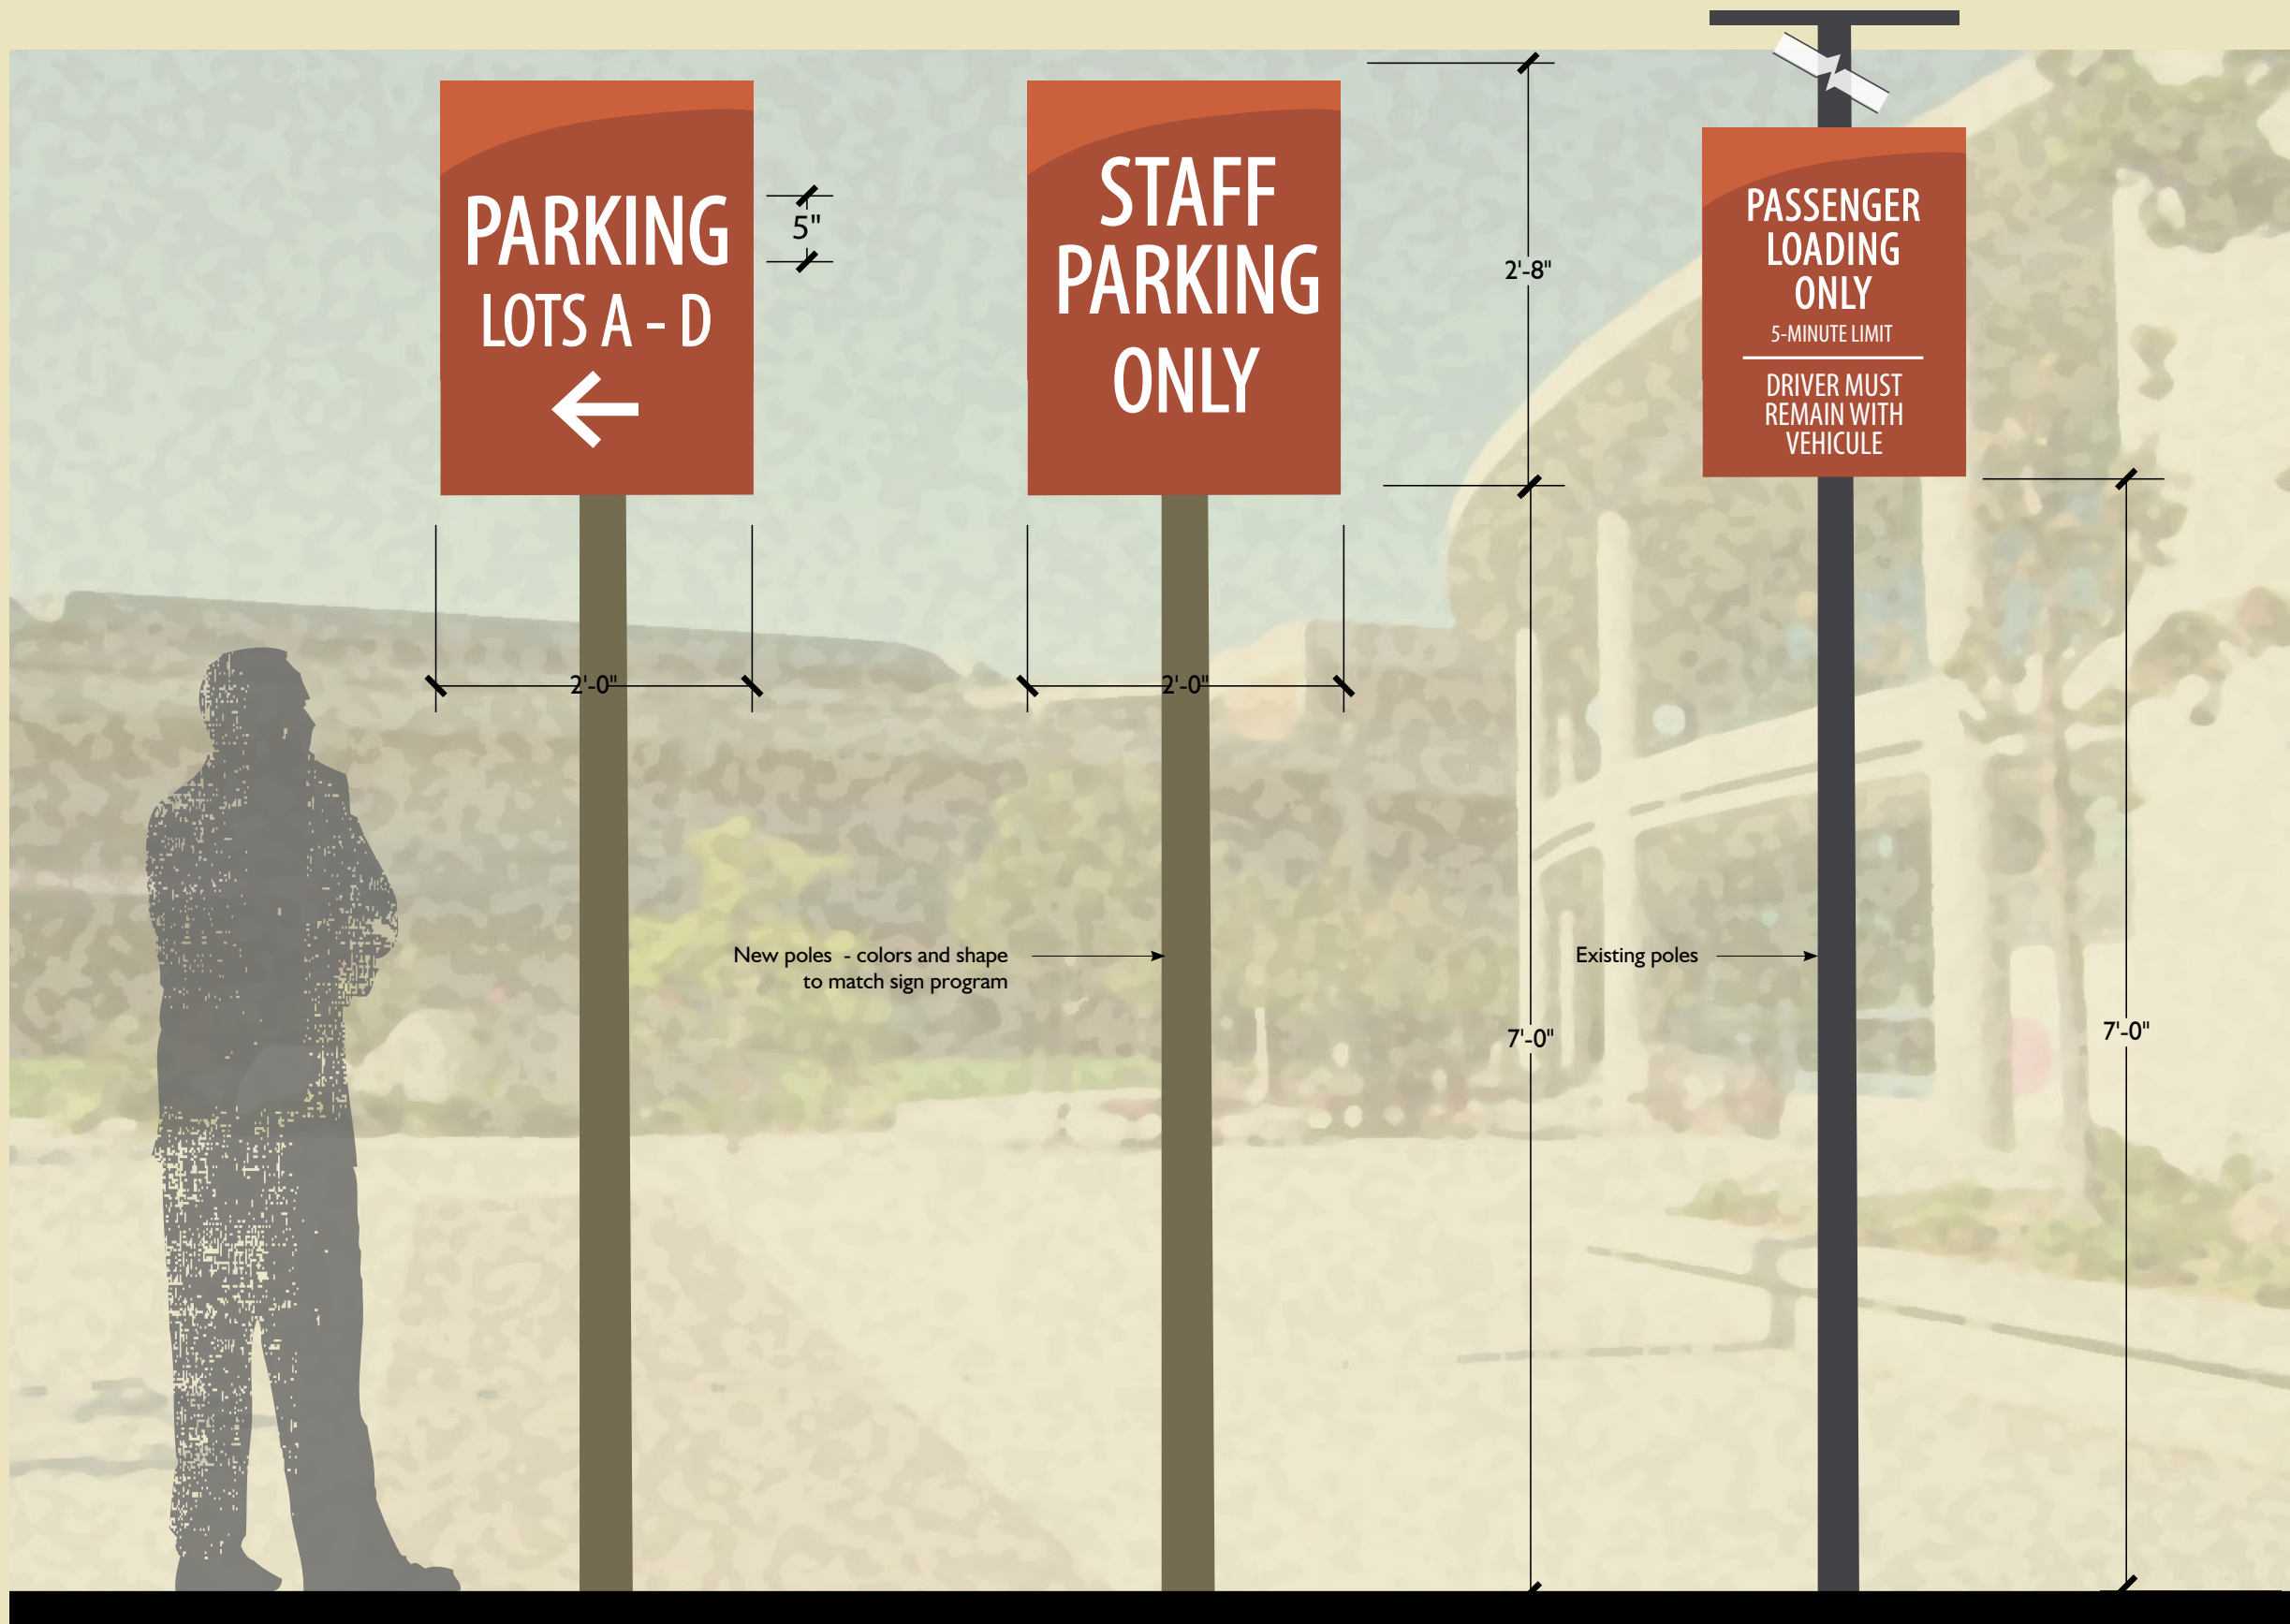 PARKING
LOTS A - D
5"
STAFF
PARKING
ONLY
2'-8"
PASSENGER
LOADING
ONLY
5-MINUTE LIMIT
DRIVER MUST
REMAIN WITH
VEHICULE
2'-0"
2'-0"
New poles - colors and shape
to match sign program
Existing poles
7'-0"
7'-0"